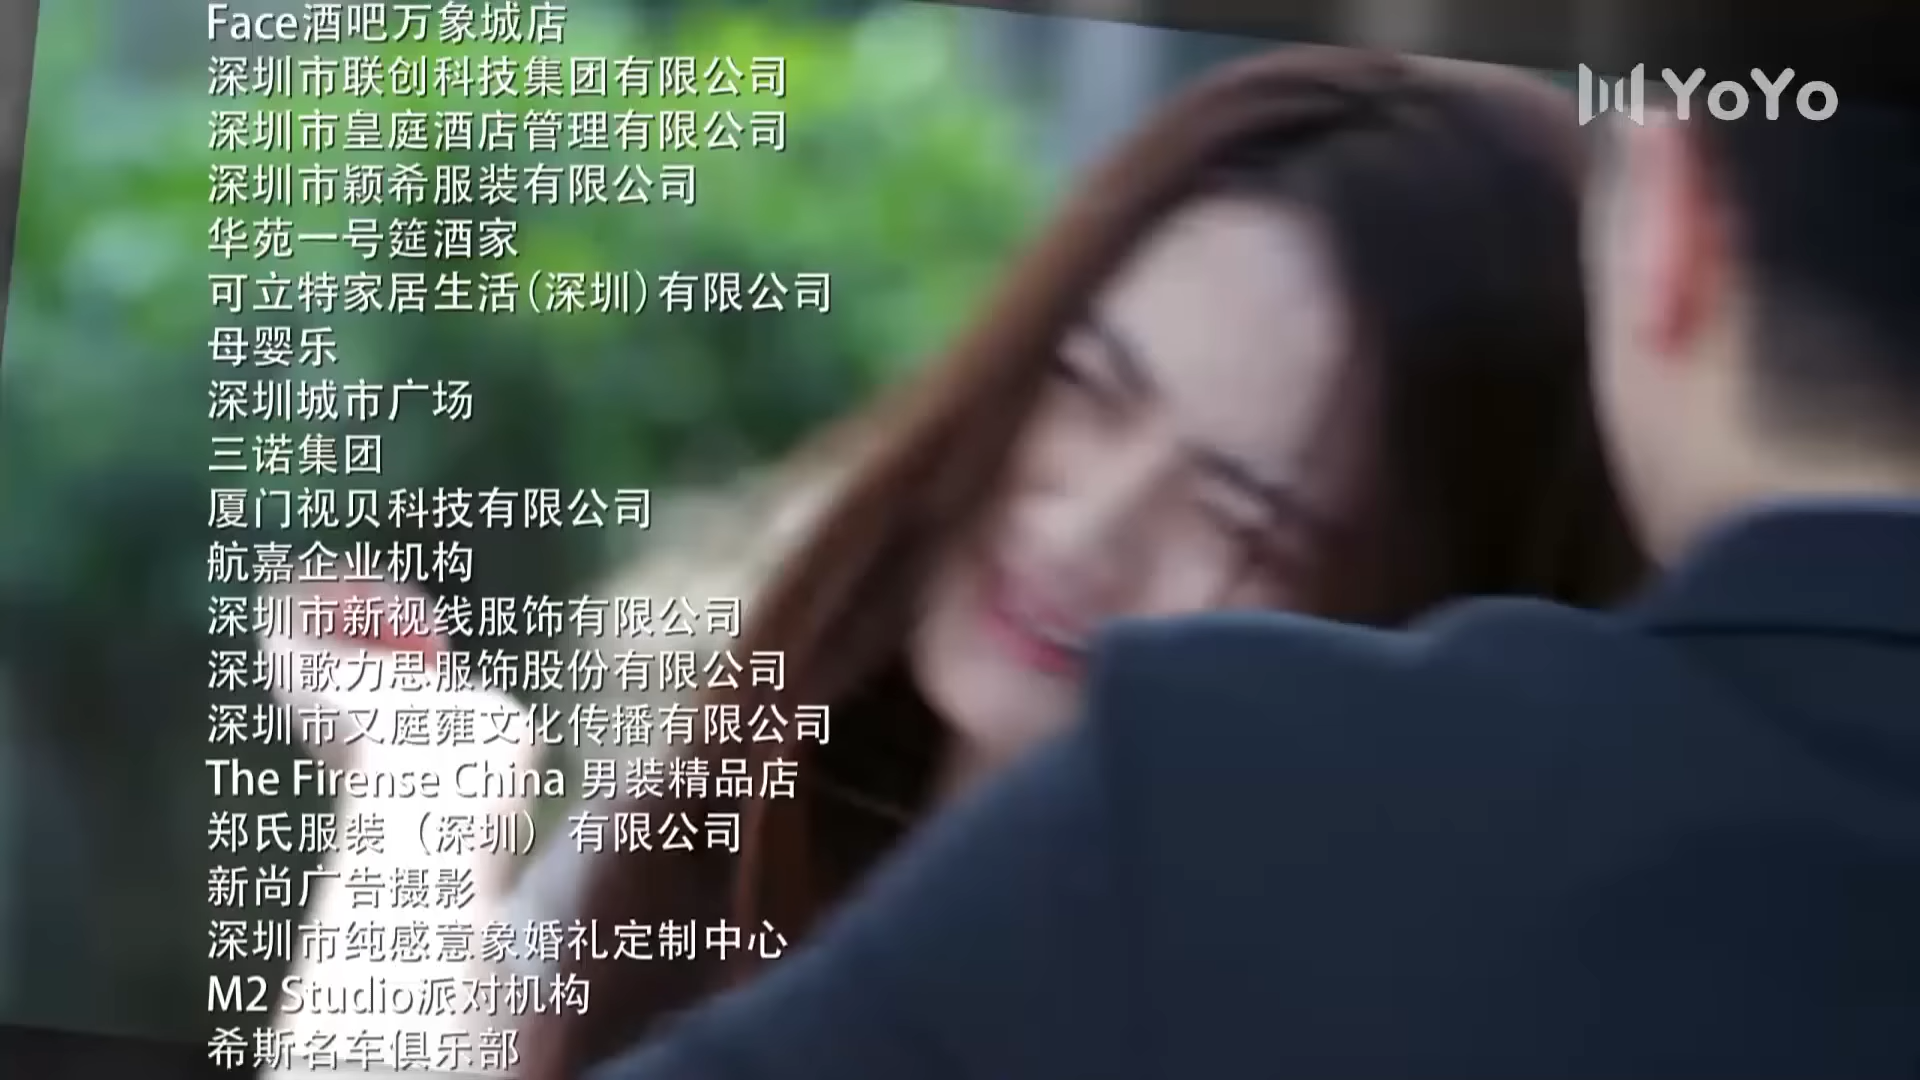 Face酒吧万象城店
YoYo
深圳市联创科技集团有限公司
深圳市皇庭酒店管理有限公司
深圳市颖希服装有限公司
华苑一号筵酒家
可立特家居生活(深圳)有限公司
母婴乐
深圳城市广场
三诺集团
厦门视贝科技有限公司
航嘉企业机构
深圳市新视线服饰有限公司
深圳歌力思服饰股份有限公司
深圳市又庭雍文化传播有限公司
The Firense China 男装精品店
郑氏服装（深圳）有限公司
新尚广告摄影
深圳市纯感意象婚礼定制中心
M2 Studio派对机构
希斯名车俱乐部